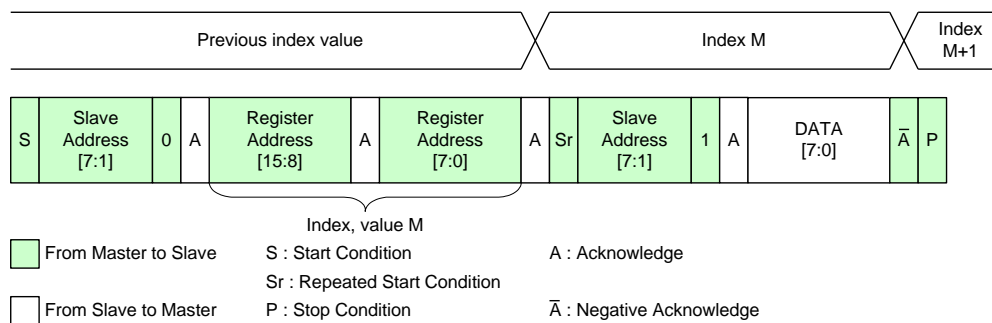 Previous index value
Index M
Index
M+1
S
Slave
Address
[7:1]
0
A
Register
Address
[15:8]
A
Register
Address
[7:0]
A
Sr
Slave
Address
[7:1]
1
A
DATA
[7:0]
A̅
P
Index, value M
From Master to Slave
S : Start Condition
A : Acknowledge
Sr : Repeated Start Condition
From Slave to Master
P : Stop Condition
A̅ : Negative Acknowledge